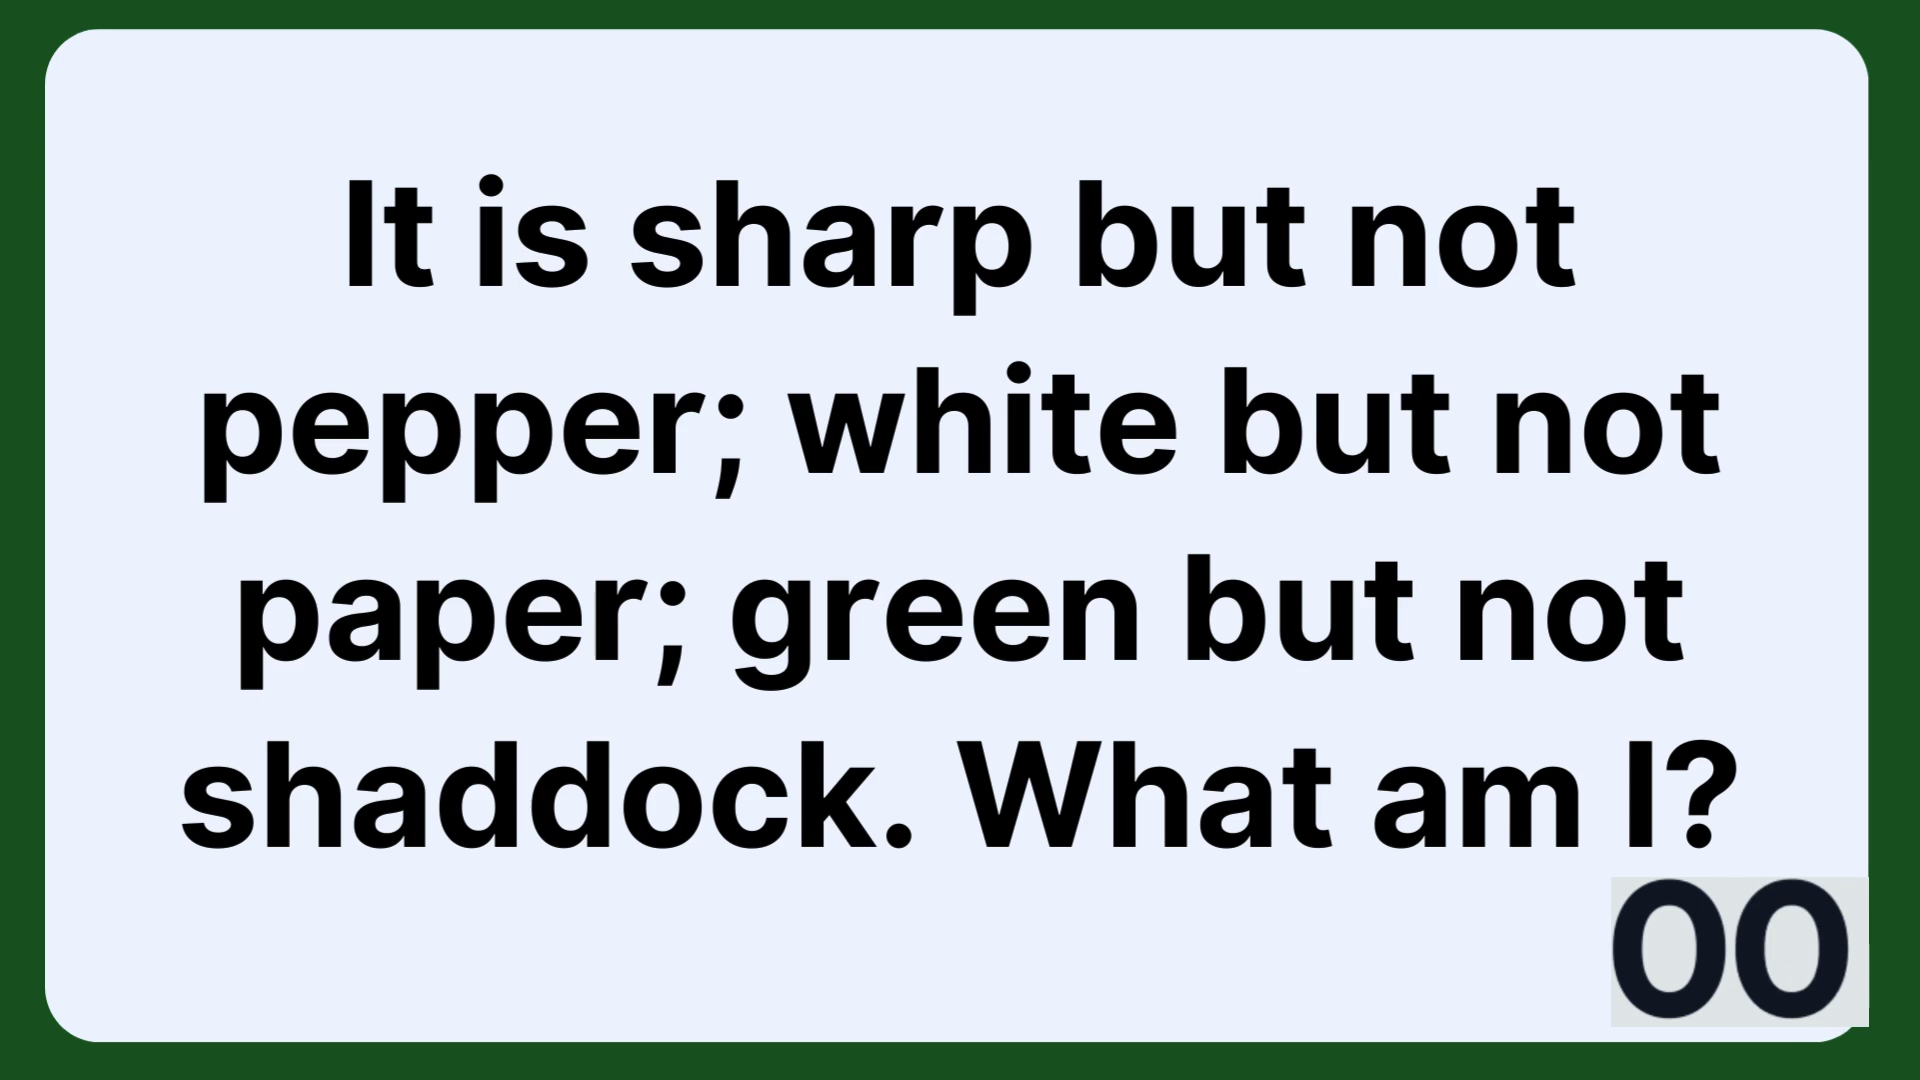 It is sharp but not
pepper; white but not
paper; green but not
shaddock. What am I?
00